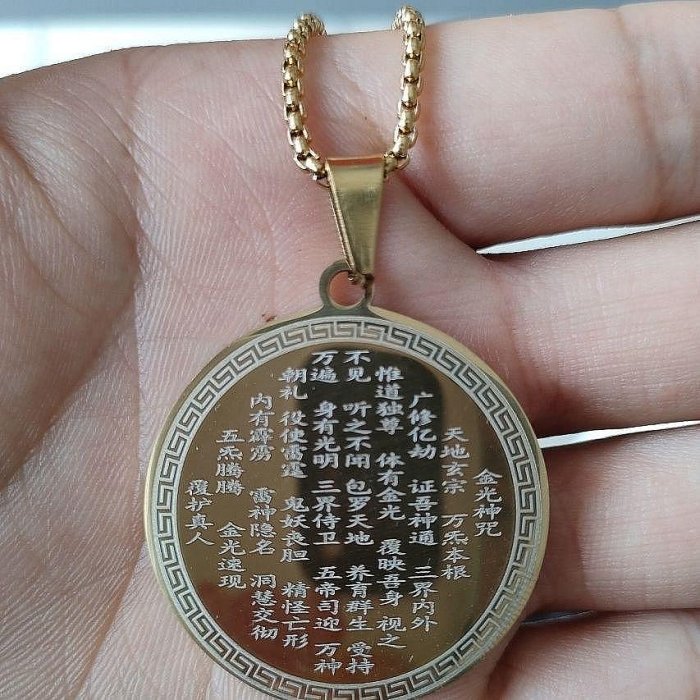 金光神咒
天地玄宗 万炁本根
广修亿劫 证吾神通 三界内外
惟道独尊 体有金光 覆映吾身 视之
不见 听之不闻 包罗天地 养育群生 受持
万遍 身有光明 三界侍卫 五帝司迎 万神
朝礼 役使雷霆 鬼妖丧胆 精怪亡形
内有霹雳 雷神隐名 洞慧交彻
五炁腾腾 金光速现
覆护真人